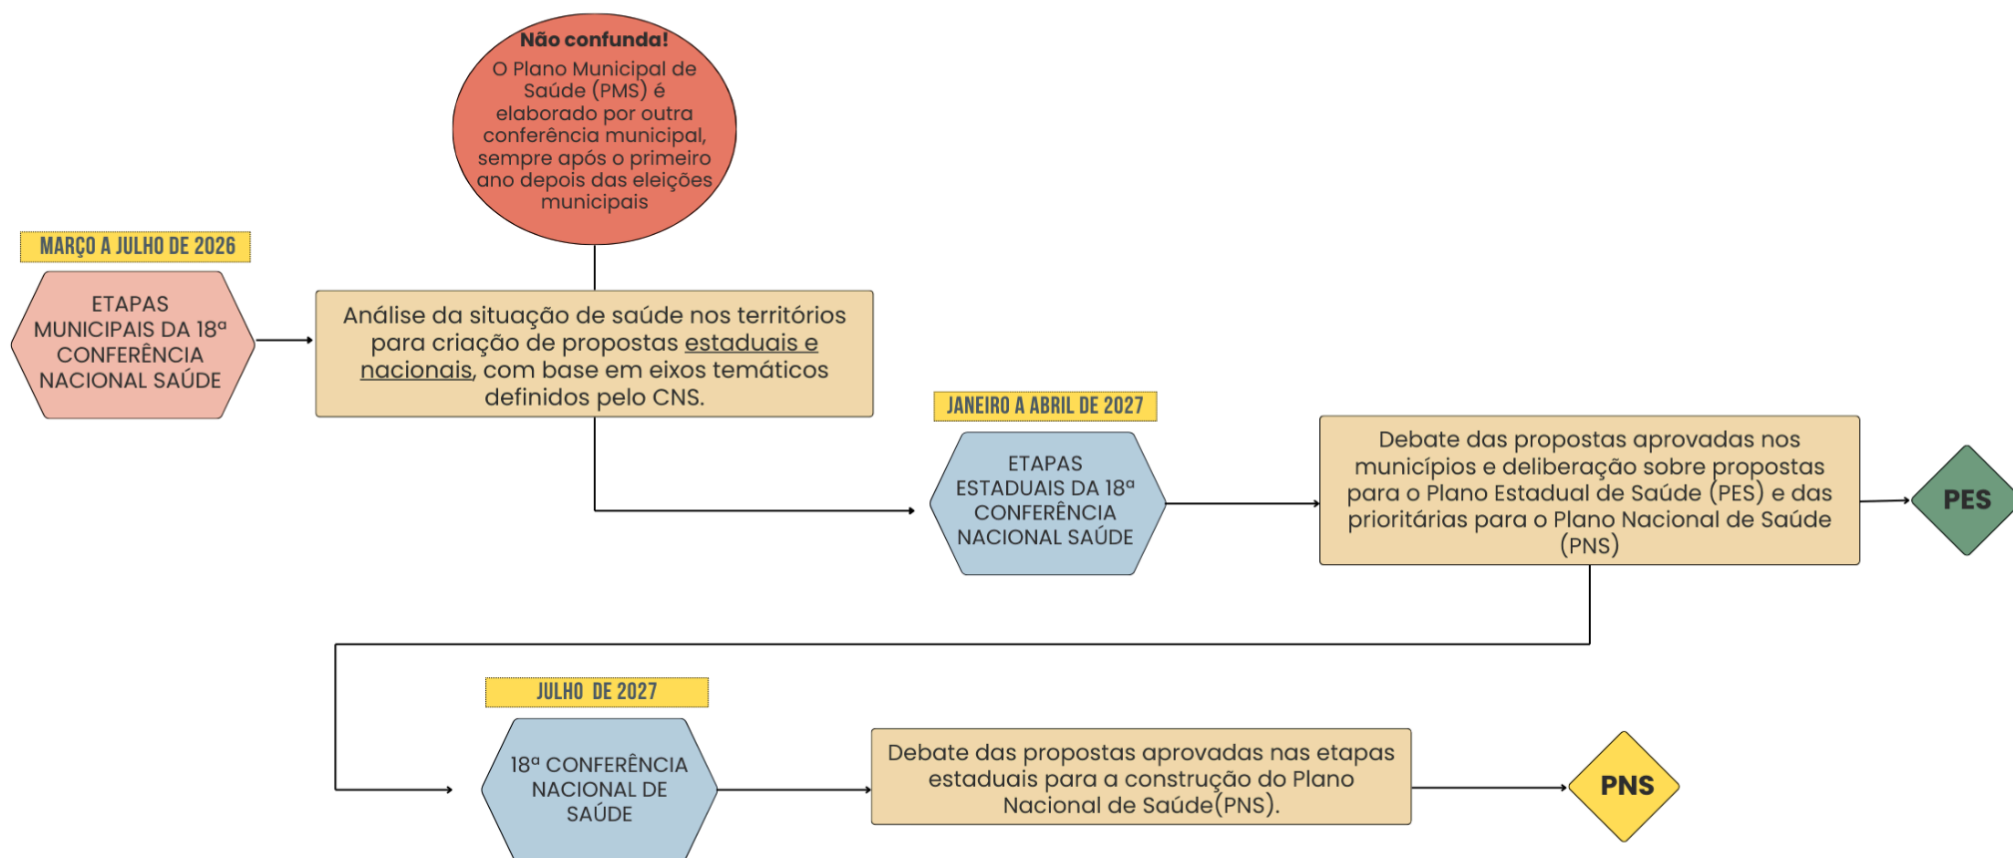 Não confunda!
O Plano Municipal de
Saúde (PMS) é
elaborado por outra
conferência municipal,
sempre após o primeiro
ano depois das eleições
municipais
MARÇO A JULHO DE 2026
ETAPAS
MUNICIPAIS DA 18ª
CONFERÊNCIA
NACIONAL SAÚDE
Análise da situação de saúde nos territórios
para criação de propostas estaduais e
nacionais, com base em eixos temáticos
definidos pelo CNS.
JANEIRO A ABRIL DE 2027
ETAPAS
ESTADUAIS DA 18ª
CONFERÊNCIA
NACIONAL SAÚDE
Debate das propostas aprovadas nos
municípios e deliberação sobre propostas
para o Plano Estadual de Saúde (PES) e das
prioritárias para o Plano Nacional de Saúde
(PNS)
PES
JULHO DE 2027
18ª CONFERÊNCIA
NACIONAL DE
SAÚDE
Debate das propostas aprovadas nas etapas
estaduais para a construção do Plano
Nacional de Saúde(PNS).
PNS